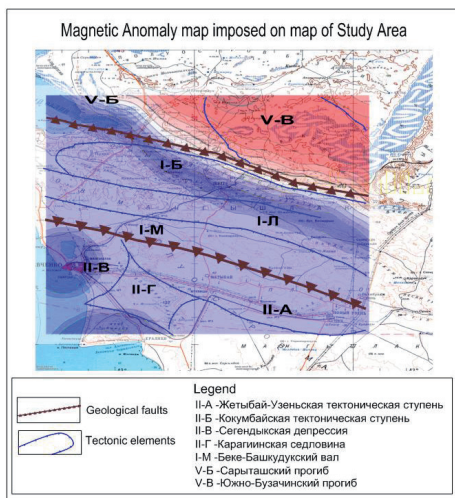 Magnetic Anomaly map imposed on map of Study Area
V-Б
V-В
I-Б
I-Л
I-М
II-В
II-Г
II-А
Legend
Geological faults
Tectonic elements
II-А -Жетыбай-Узеньская тектоническая ступень
II-Б -Кокумбайская тектоническая ступень
II-В -Сегендыкская депрессия
II-Г -Карагиинская седловина
I-М -Беке-Башкудукский вал
V-Б -Сарыташский прогиб
V-В -Южно-Бузачинский прогиб